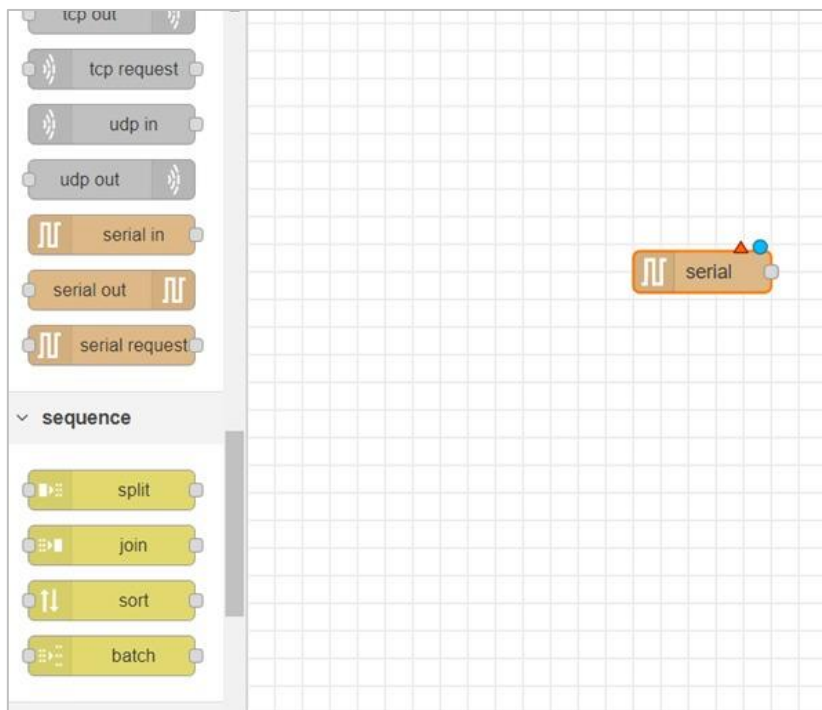 tcp out
tcp request
udp in
udp out
serial in
serial out
serial request
sequence
split
join
sort
batch
serial